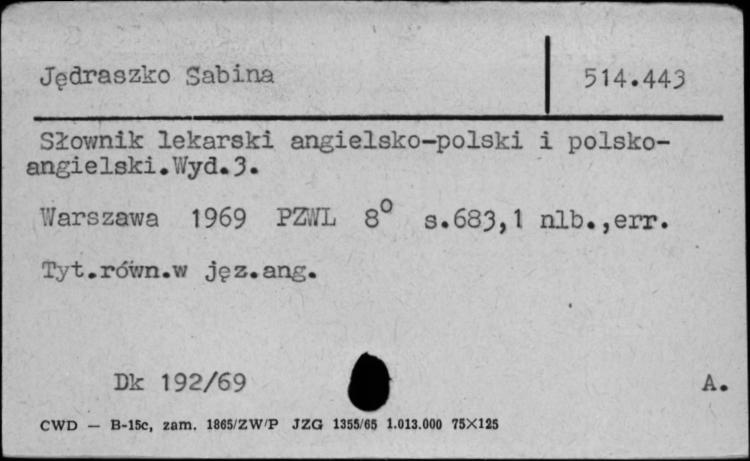 Jędraszko Sabina 514.443
Słownik lekarski angielsko-polski i polsko-
angielski.Wyd.3.
Warszawa 1969 PZWL 8° s.683,1 nlb.,err.
Tyt.równ.w jęz.ang.
Dk 192/69 A.
CWD — B-15c, zam. 1865/ZW/P JZG 1355/65 1.013.000 75X125